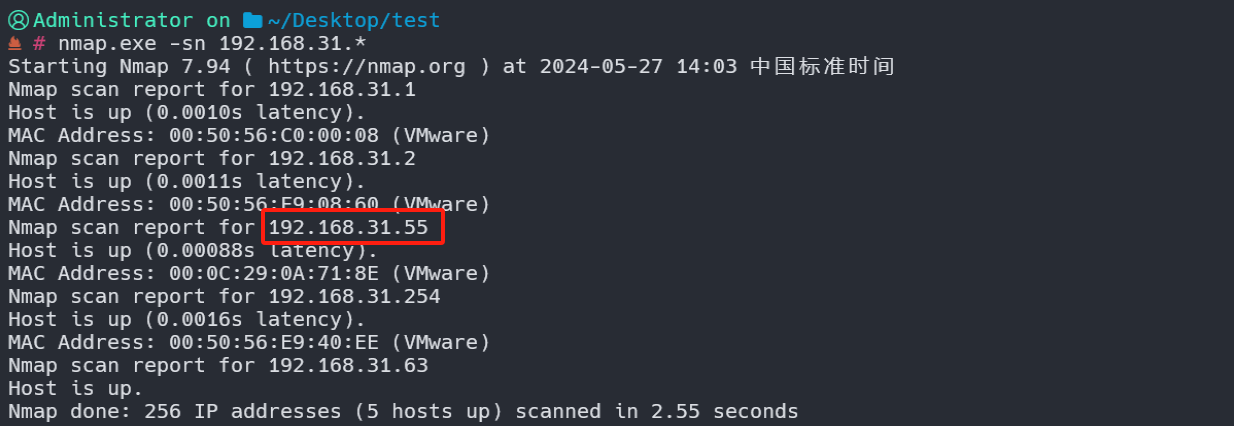 Administrator on ~/Desktop/test
# nmap.exe -sn 192.168.31.*
Starting Nmap 7.94 ( https://nmap.org ) at 2024-05-27 14:03 中国标准时间
Nmap scan report for 192.168.31.1
Host is up (0.0010s latency).
MAC Address: 00:50:56:C0:00:08 (VMware)
Nmap scan report for 192.168.31.2
Host is up (0.0011s latency).
MAC Address: 00:50:56:F9:08:60 (VMware)
Nmap scan report for 192.168.31.55
Host is up (0.00088s latency).
MAC Address: 00:0C:29:0A:71:8E (VMware)
Nmap scan report for 192.168.31.254
Host is up (0.0016s latency).
MAC Address: 00:50:56:E9:40:EE (VMware)
Nmap scan report for 192.168.31.63
Host is up.
Nmap done: 256 IP addresses (5 hosts up) scanned in 2.55 seconds